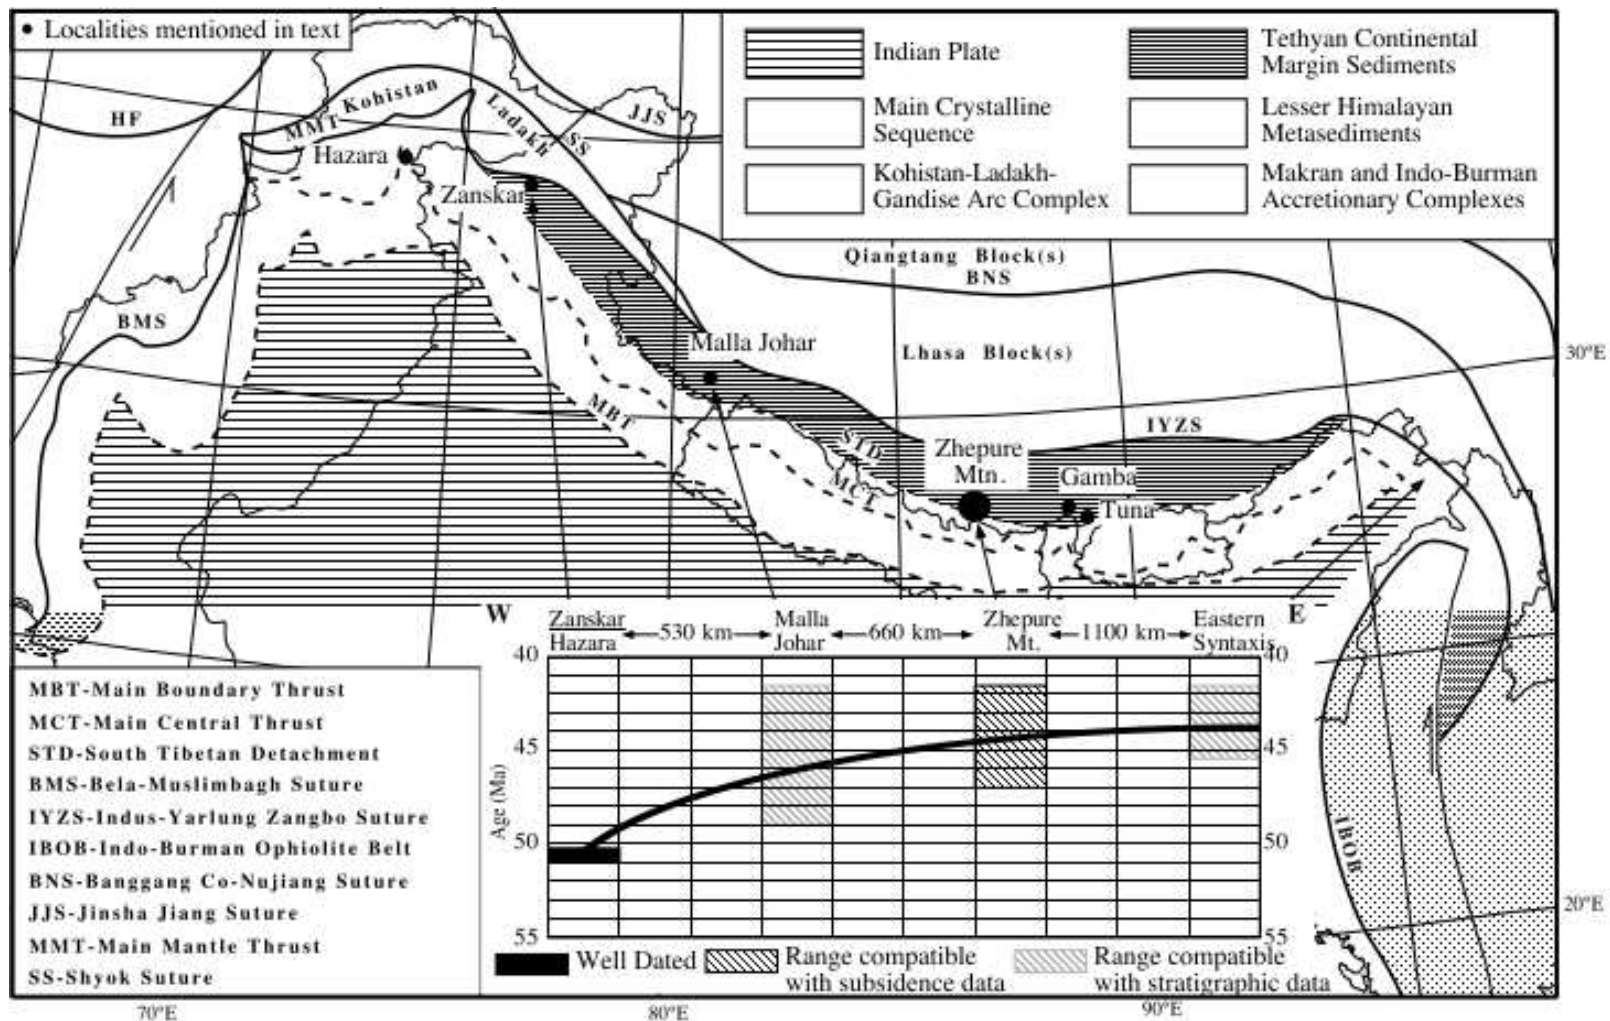 • Localities mentioned in text
Indian Plate
Tethyan Continental
Margin Sediments
Main Crystalline
Sequence
Lesser Himalayan
Metasediments
Kohistan-Ladakh-
Gandise Arc Complex
Makran and Indo-Burman
Accretionary Complexes
HF
MMT
Kohistan
Ladakh
SS
JJS
Hazara
Zanskar
Qiangtang Block(s)
BNS
BMS
Malla Johar
Lhasa Block(s)
30°E
MBT
STD
MCT
IYZS
Zhepure
Mtn.
Gamba
Tuna
W
E
Zanskar
Hazara
530 km
Malla
Johar
660 km
Zhepure
Mt.
1100 km
Eastern
Syntaxis
40
40
45
45
50
50
55
55
Age (Ma)
IBOB
20°E
MBT-Main Boundary Thrust
MCT-Main Central Thrust
STD-South Tibetan Detachment
BMS-Bela-Muslimbagh Suture
IYZS-Indus-Yarlung Zangbo Suture
IBOB-Indo-Burman Ophiolite Belt
BNS-Banggang Co-Nujiang Suture
JJS-Jinsha Jiang Suture
MMT-Main Mantle Thrust
SS-Shyok Suture
Well Dated
Range compatible
with subsidence data
Range compatible
with stratigraphic data
70°E
80°E
90°E